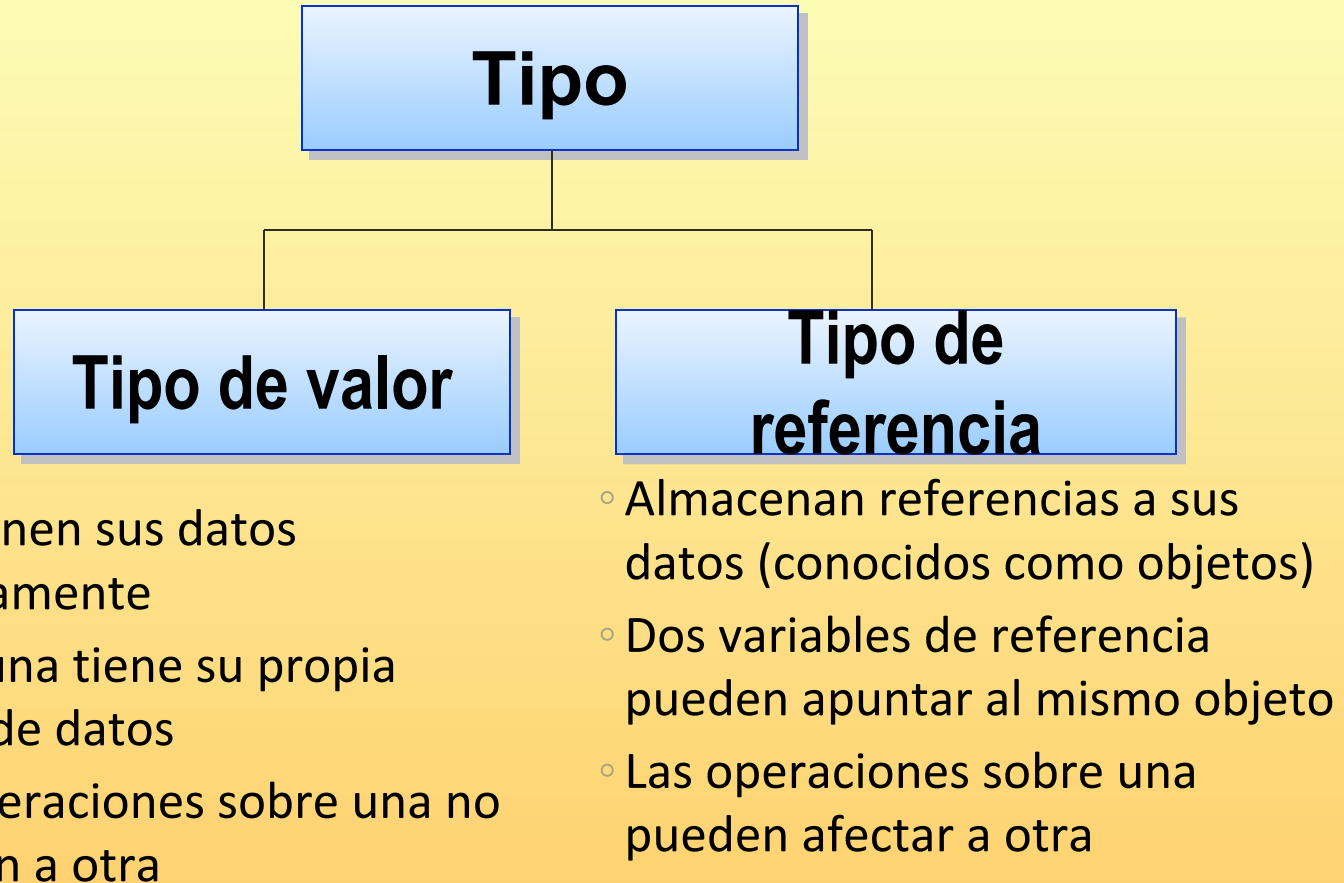 Tipo
Tipo de valor
Tipo de
referencia
nen sus datos
amente
una tiene su propia
de datos
eraciones sobre una no
n a otra
◦ Almacenan referencias a sus
datos (conocidos como objetos)
◦ Dos variables de referencia
pueden apuntar al mismo objeto
◦ Las operaciones sobre una
pueden afectar a otra